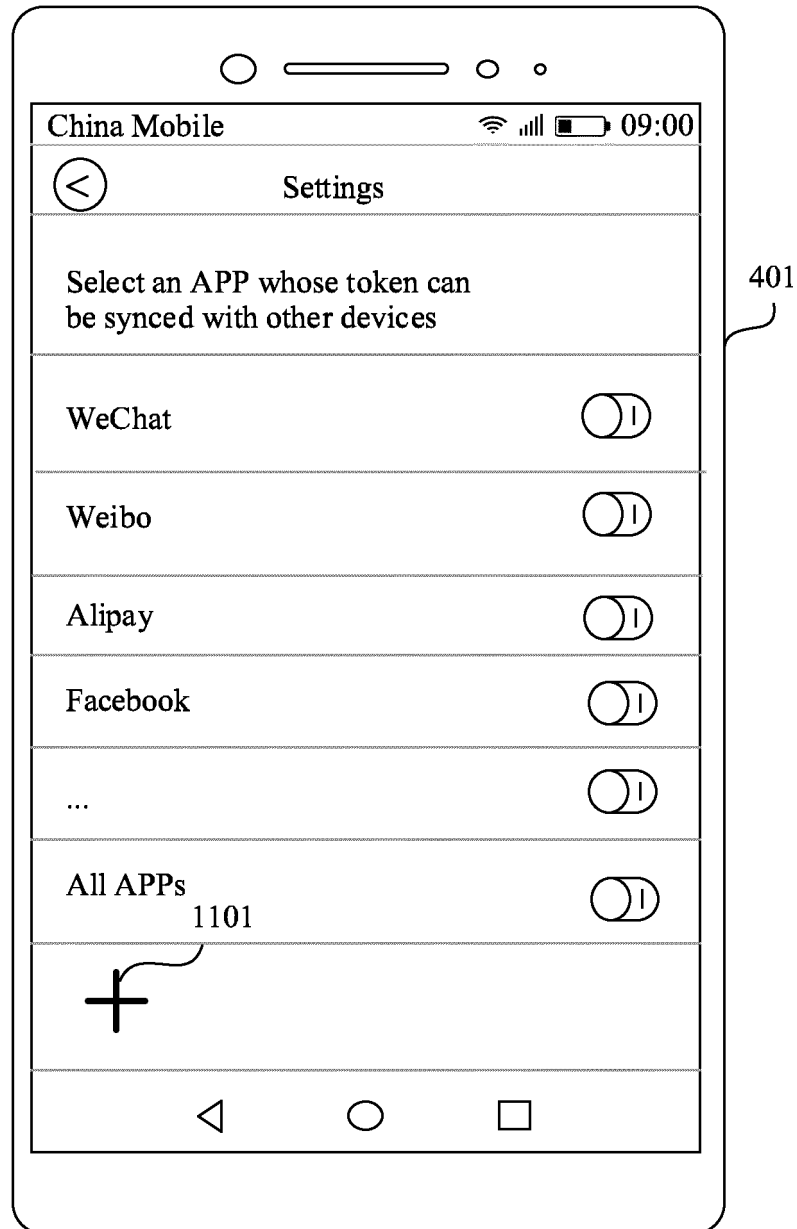 China Mobile 09:00
Settings
Select an APP whose token can
be synced with other devices
401
WeChat
Weibo
Alipay
Facebook
...
All APPs
1101